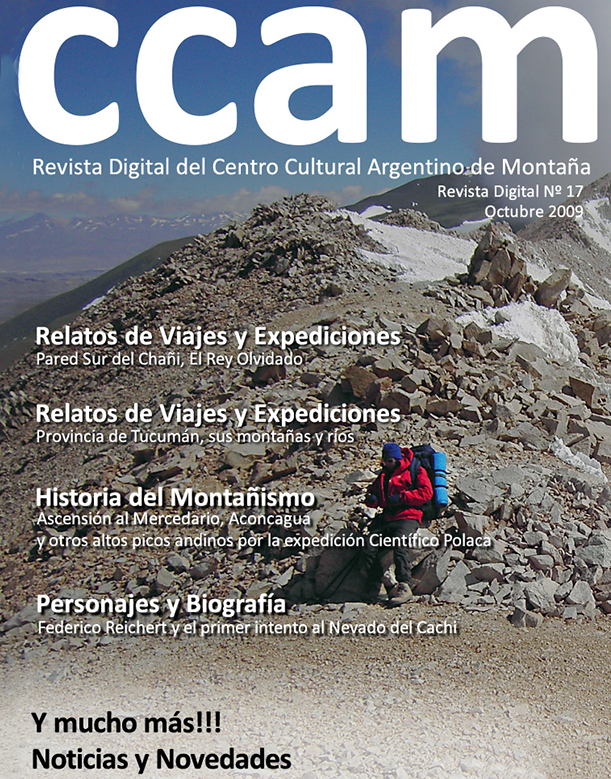 ccam
Revista Digital del Centro Cultural Argentino de Montaña
Revista Digital Nº 17
Octubre 2009
Relatos de Viajes y Expediciones
Pared Sur del Chañi, El Rey Olvidado
Relatos de Viajes y Expediciones
Provincia de Tucumán, sus montañas y ríos
Historia del Montañismo
Ascensión al Mercedario, Aconcagua
y otros altos picos andinos por la expedición Científico Polaca
Personajes y Biografía
Federico Reichert y el primer intento al Nevado del Cachi
Y mucho más!!!
Noticias y Novedades